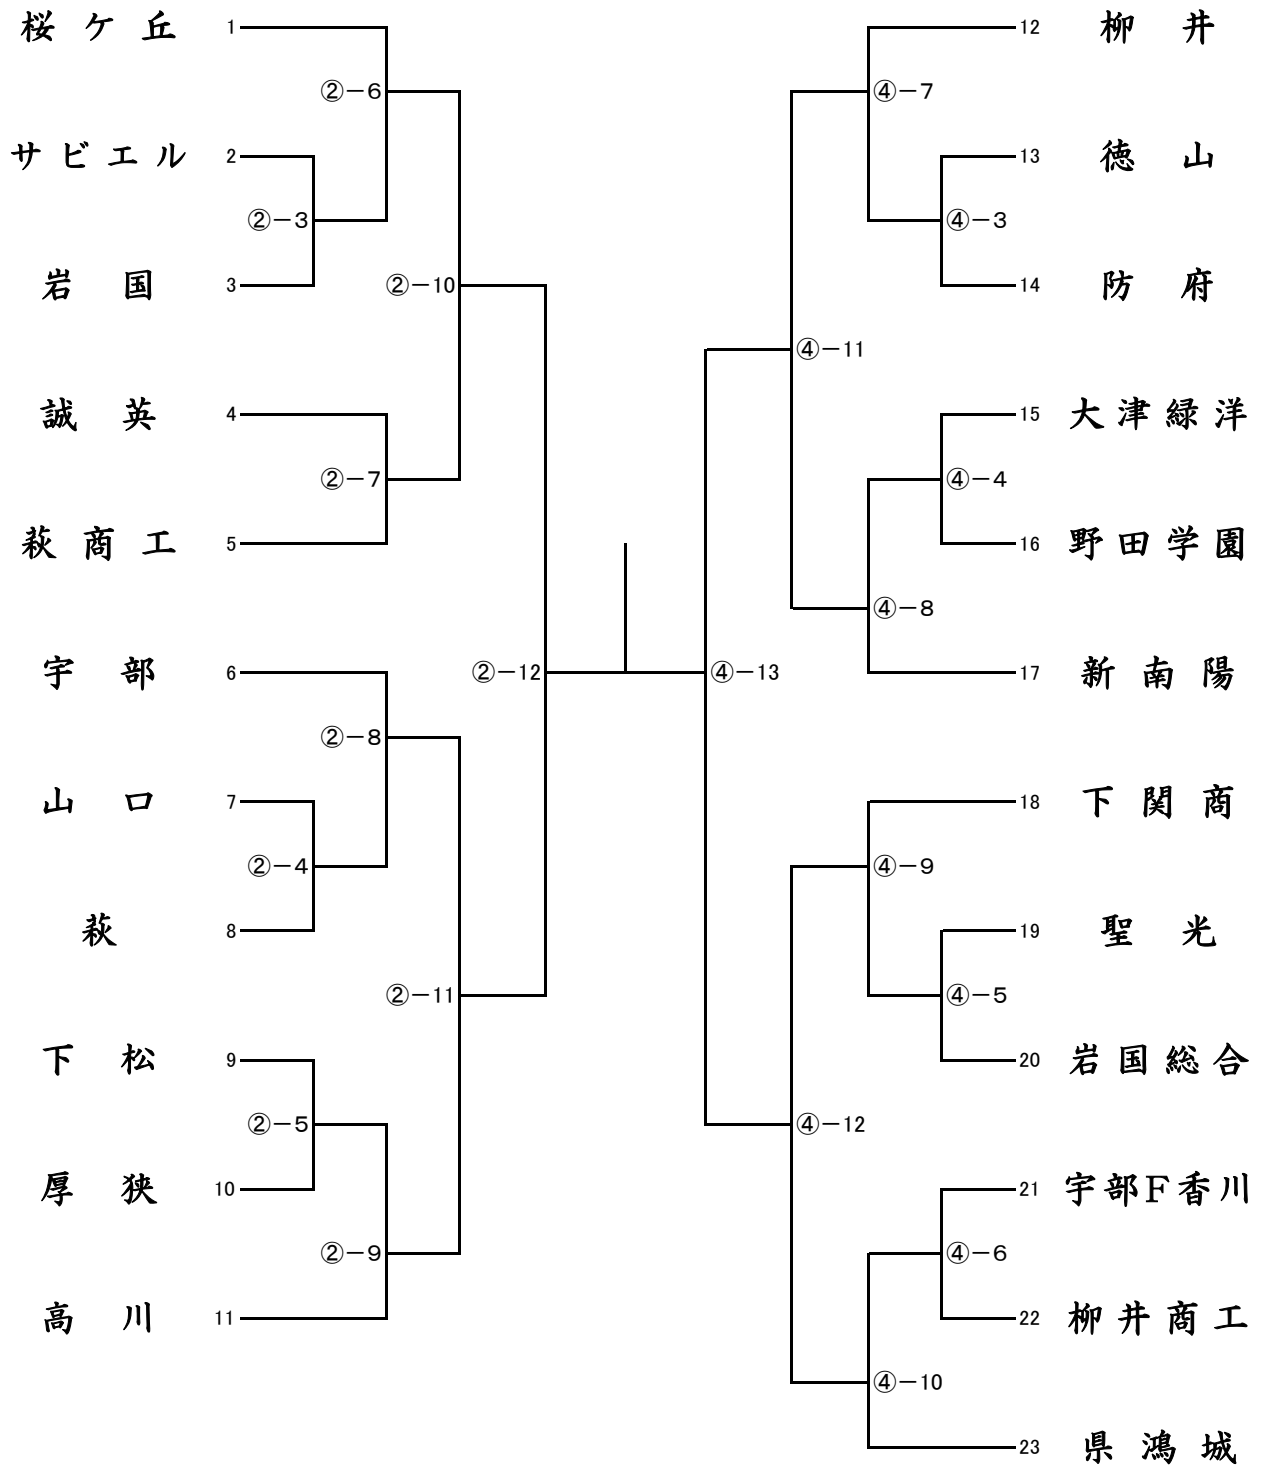 桜ケ丘 1
②－6
サビエル 2
②－3
岩国 3
②－10
誠英 4
②－7
萩商工 5
宇部 6
②－12
②－8
山口 7
②－4
萩 8
②－11
下松 9
②－5
厚狭 10
②－9
高川 11
12 柳井
④－7
13 徳山
④－3
14 防府
④－11
15 大津緑洋
④－4
16 野田学園
④－8
17 新南陽
④－13
18 下関商
④－9
19 聖光
④－5
20 岩国総合
④－12
21 宇部F香川
④－6
22 柳井商工
④－10
23 県鴻城